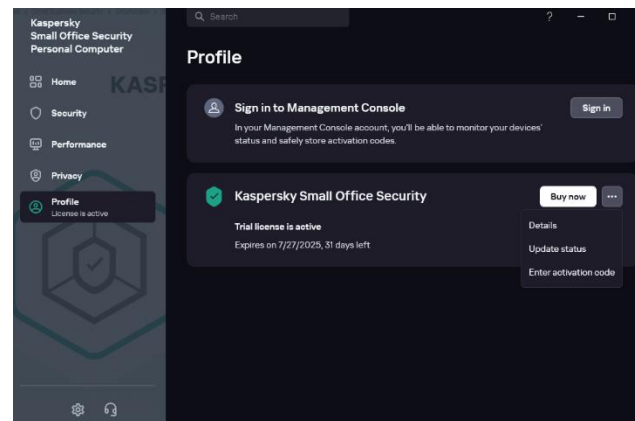 Kaspersky
Small Office Security
Personal Computer
Search
?
Profile
Home
KASP
Security
Performance
Privacy
Profile
License is active
Sign in to Management Console
Sign in
In your Management Console account, you'll be able to monitor your devices'
status and safely store activation codes.
Kaspersky Small Office Security
Buy now
Trial license is active
Expires on 7/27/2025, 31 days left
Details
Update status
Enter activation code